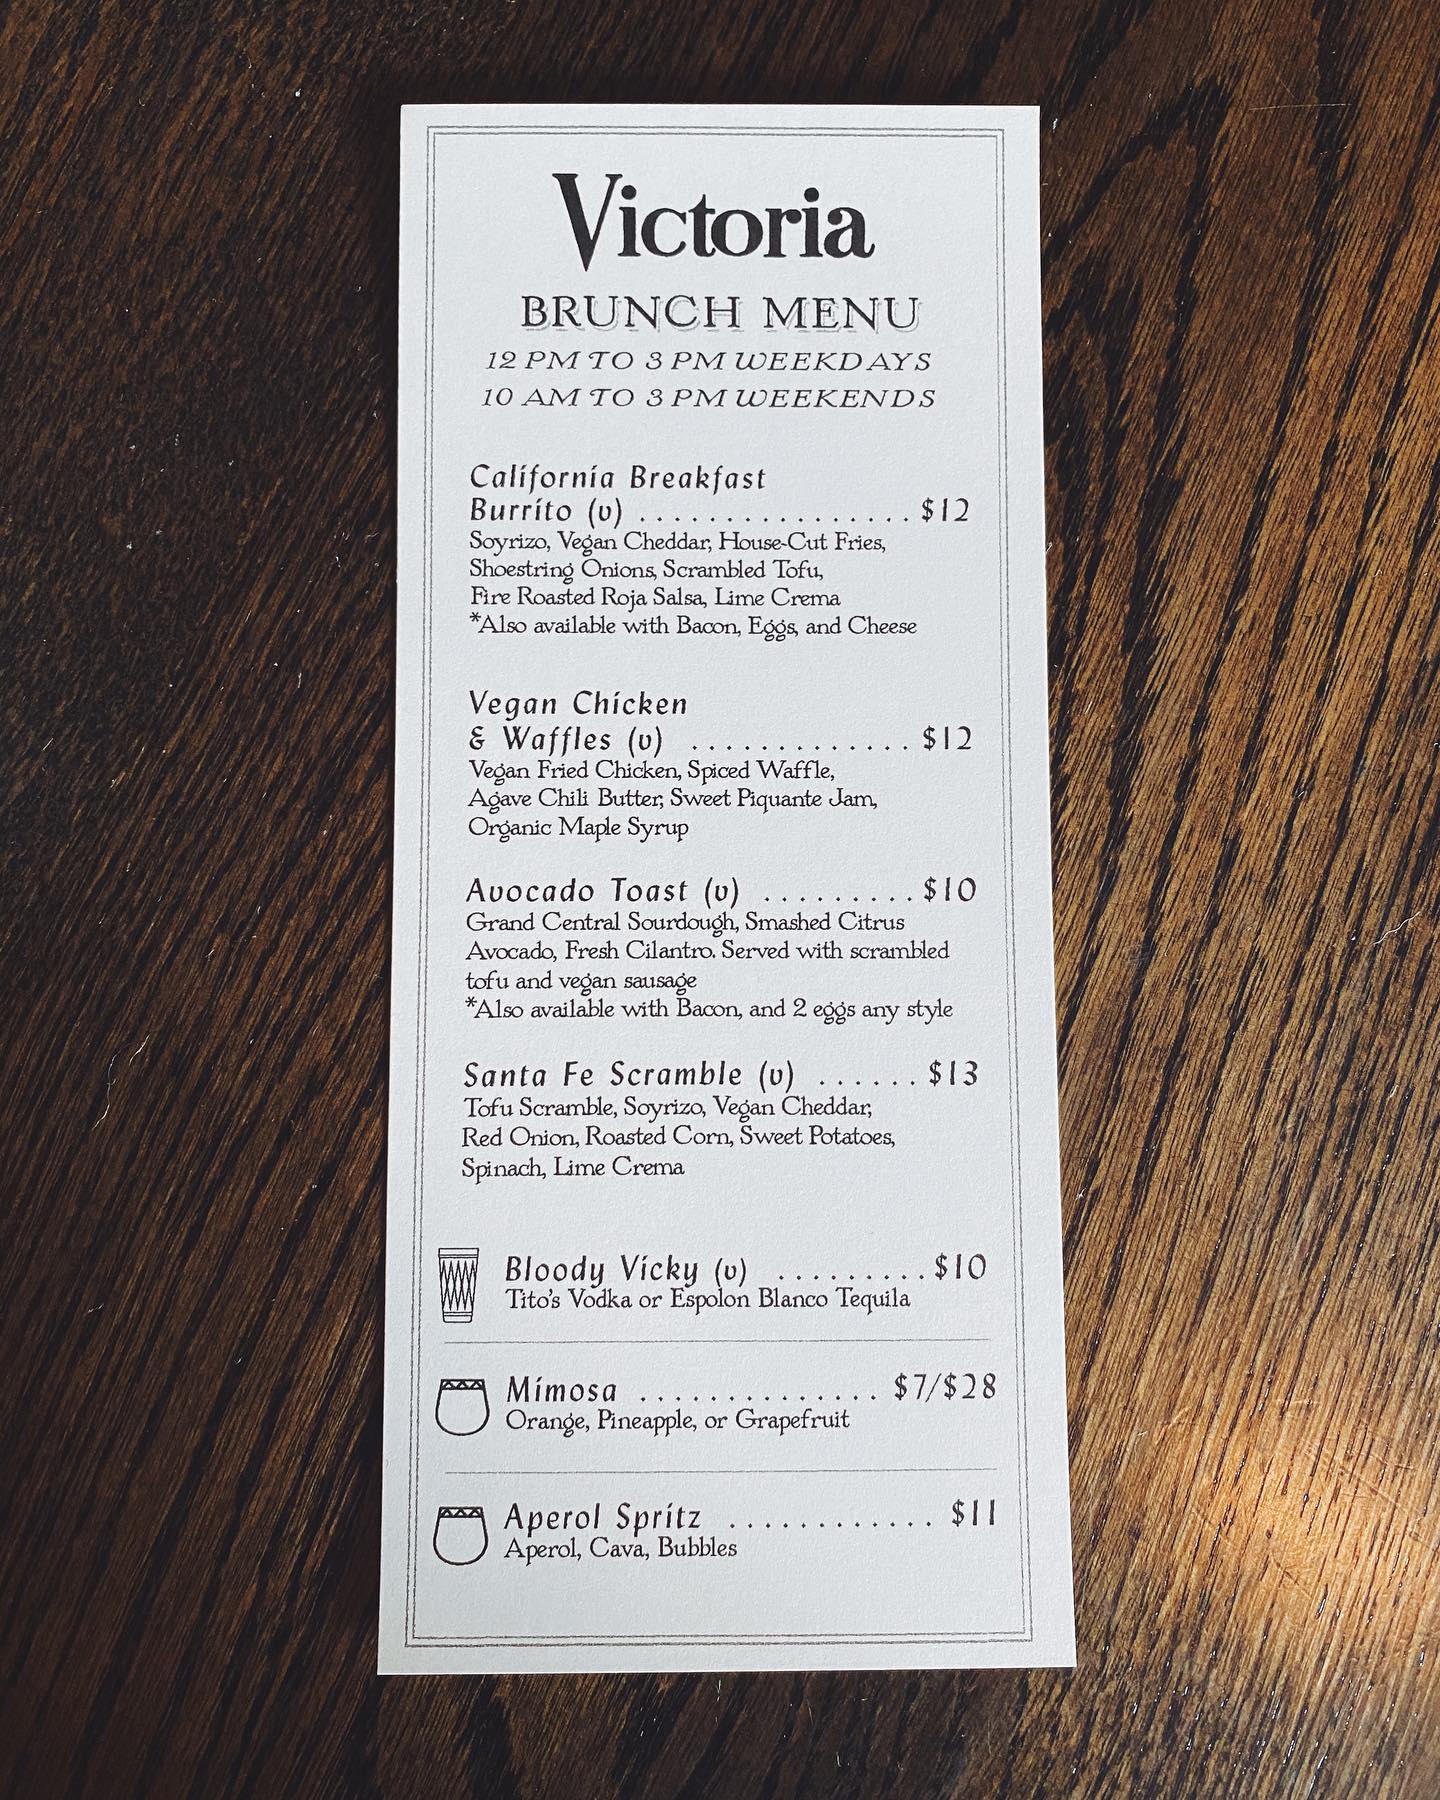 Victoria
BRUNCH MENU
12 PM TO 3 PM WEEKDAYS
10 AM TO 3 PM WEEKENDS
California Breakfast
Burrito (v) . . . . . . . . . . . . . . . . $12
Soyrizo, Vegan Cheddar, House-Cut Fries,
Shoestring Onions, Scrambled Tofu,
Fire Roasted Roja Salsa, Lime Crema
*Also available with Bacon, Eggs, and Cheese
Vegan Chicken
& Waffles (v) . . . . . . . . . . . . . $12
Vegan Fried Chicken, Spiced Waffle,
Agave Chili Butter, Sweet Piquante Jam,
Organic Maple Syrup
Avocado Toast (v) . . . . . . . . . $10
Grand Central Sourdough, Smashed Citrus
Avocado, Fresh Cilantro. Served with scrambled
tofu and vegan sausage
*Also available with Bacon, and 2 eggs any style
Santa Fe Scramble (v) . . . . . . $13
Tofu Scramble, Soyrizo, Vegan Cheddar,
Red Onion, Roasted Corn, Sweet Potatoes,
Spinach, Lime Crema
Bloody Vicky (v) . . . . . . . . . $10
Tito's Vodka or Espolon Blanco Tequila
Mimosa . . . . . . . . . . . . . . $7/$28
Orange, Pineapple, or Grapefruit
Aperol Spritz . . . . . . . . . . . . $11
Aperol, Cava, Bubbles